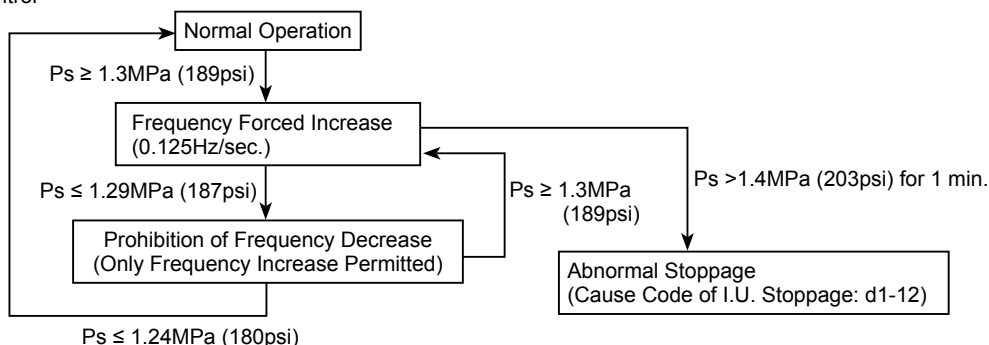 Normal Operation
Ps ≥ 1.3MPa (189psi)
Frequency Forced Increase
(0.125Hz/sec.)
Ps ≤ 1.29MPa (187psi)
Ps ≥ 1.3MPa
(189psi)
Ps >1.4MPa (203psi) for 1 min.
Prohibition of Frequency Decrease
(Only Frequency Increase Permitted)
Abnormal Stoppage
(Cause Code of I.U. Stoppage: d1-12)
Ps ≤ 1.24MPa (180psi)